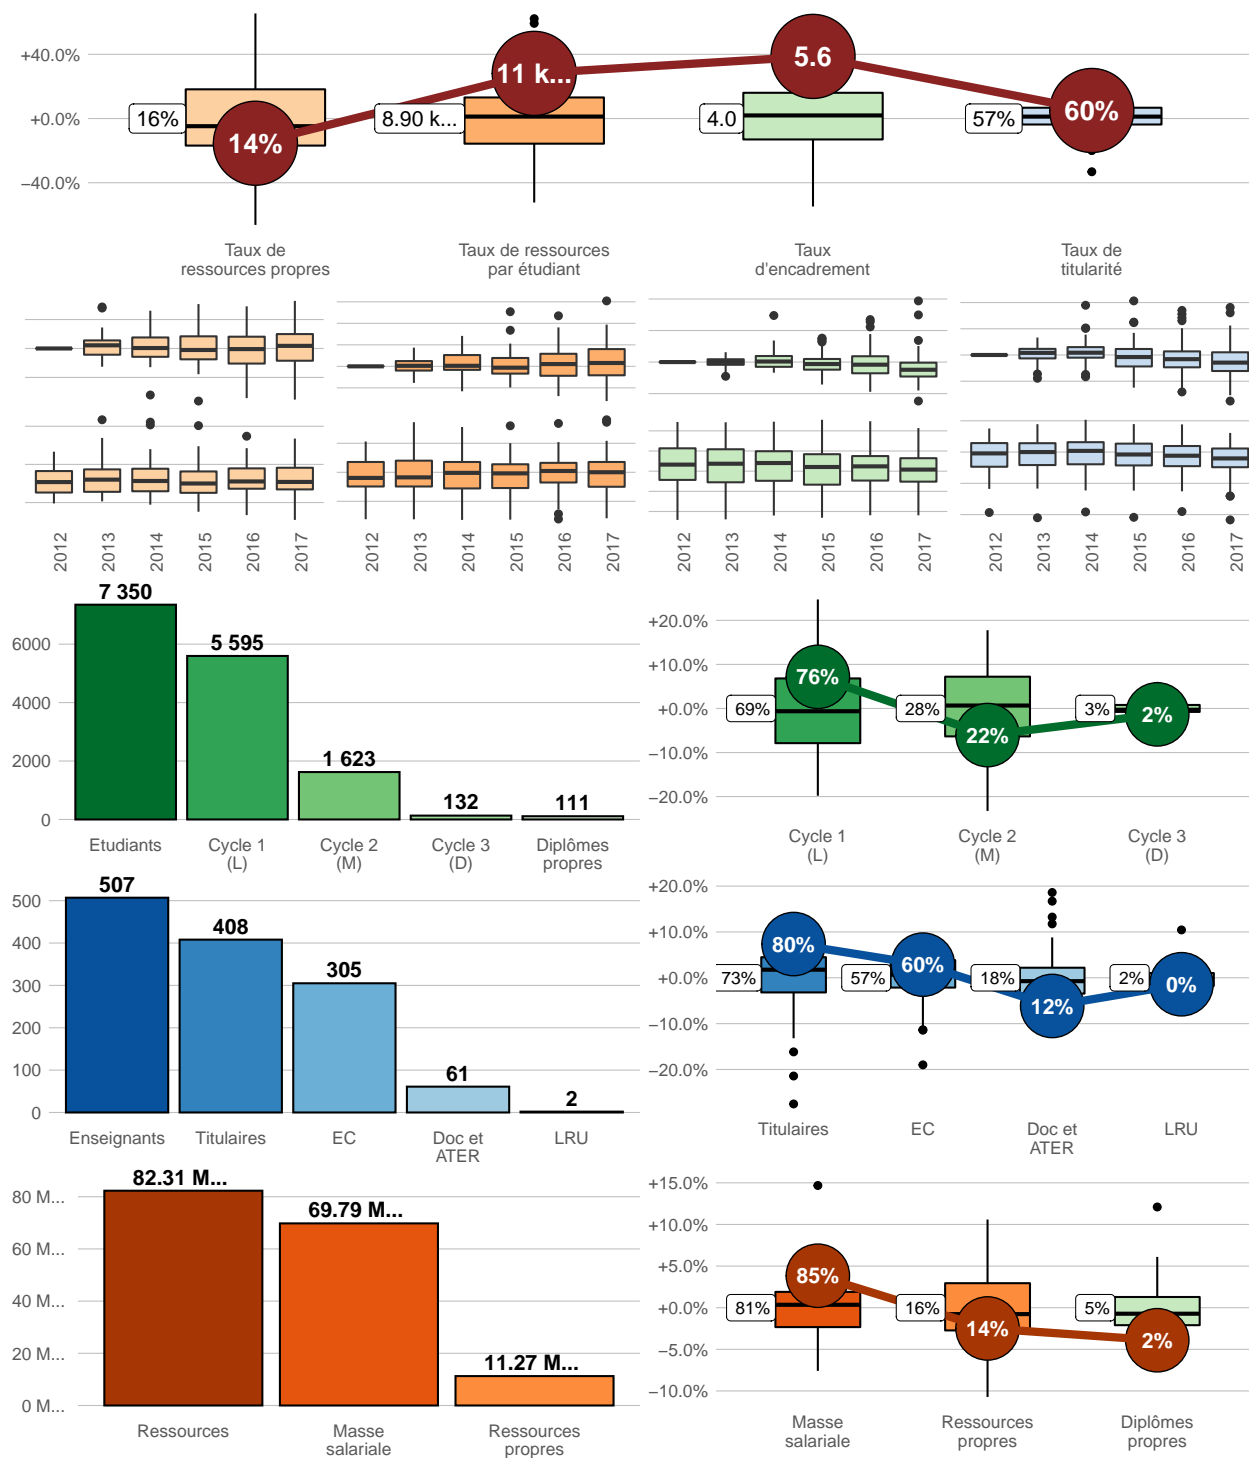 +40.0%
+0.0%
−40.0%
16%
14%
8.90 k...
11 k...
4.0
5.6
57%
60%
Taux de
ressources propres
Taux de ressources
par étudiant
Taux
d'encadrement
Taux de
titularité
2012
2013
2014
2015
2016
2017
2012
2013
2014
2015
2016
2017
2012
2013
2014
2015
2016
2017
2012
2013
2014
2015
2016
2017
6000
4000
2000
0
7 350
5 595
1 623
132
111
Etudiants
Cycle 1
(L)
Cycle 2
(M)
Cycle 3
(D)
Diplômes
propres
+20.0%
+10.0%
+0.0%
−10.0%
−20.0%
69%
76%
28%
22%
3%
2%
Cycle 1
(L)
Cycle 2
(M)
Cycle 3
(D)
500
400
300
200
100
0
507
408
305
61
2
Enseignants
Titulaires
EC
Doc et
ATER
LRU
+20.0%
+10.0%
+0.0%
−10.0%
−20.0%
73%
80%
57%
60%
18%
12%
2%
0%
Titulaires
EC
Doc et
ATER
LRU
80 M...
60 M...
40 M...
20 M...
0 M...
82.31 M...
69.79 M...
11.27 M...
Ressources
Masse
salariale
Ressources
propres
+15.0%
+10.0%
+5.0%
+0.0%
−5.0%
−10.0%
81%
85%
16%
14%
5%
2%
Masse
salariale
Ressources
propres
Diplômes
propres